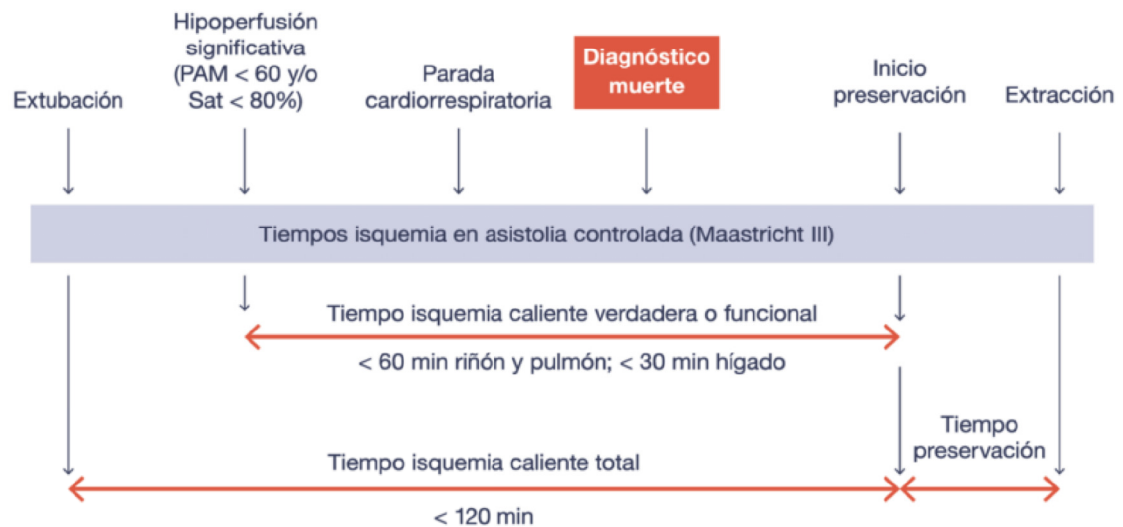 Extubación
Hipoperfusión
significativa
(PAM < 60 y/o
Sat < 80%)
Parada
cardiorrespiratoria
Diagnóstico
muerte
Inicio
preservación
Extracción
Tiempos isquemia en asistolia controlada (Maastricht III)
Tiempo isquemia caliente verdadera o funcional
< 60 min riñón y pulmón; < 30 min hígado
Tiempo
preservación
Tiempo isquemia caliente total
< 120 min